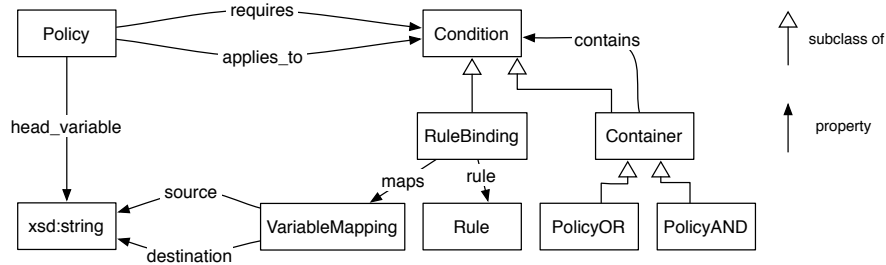 requires
Policy
Condition
applies_to
contains
subclass of
head_variable
RuleBinding
Container
property
maps
rule
source
xsd:string
VariableMapping
Rule
PolicyOR
PolicyAND
destination